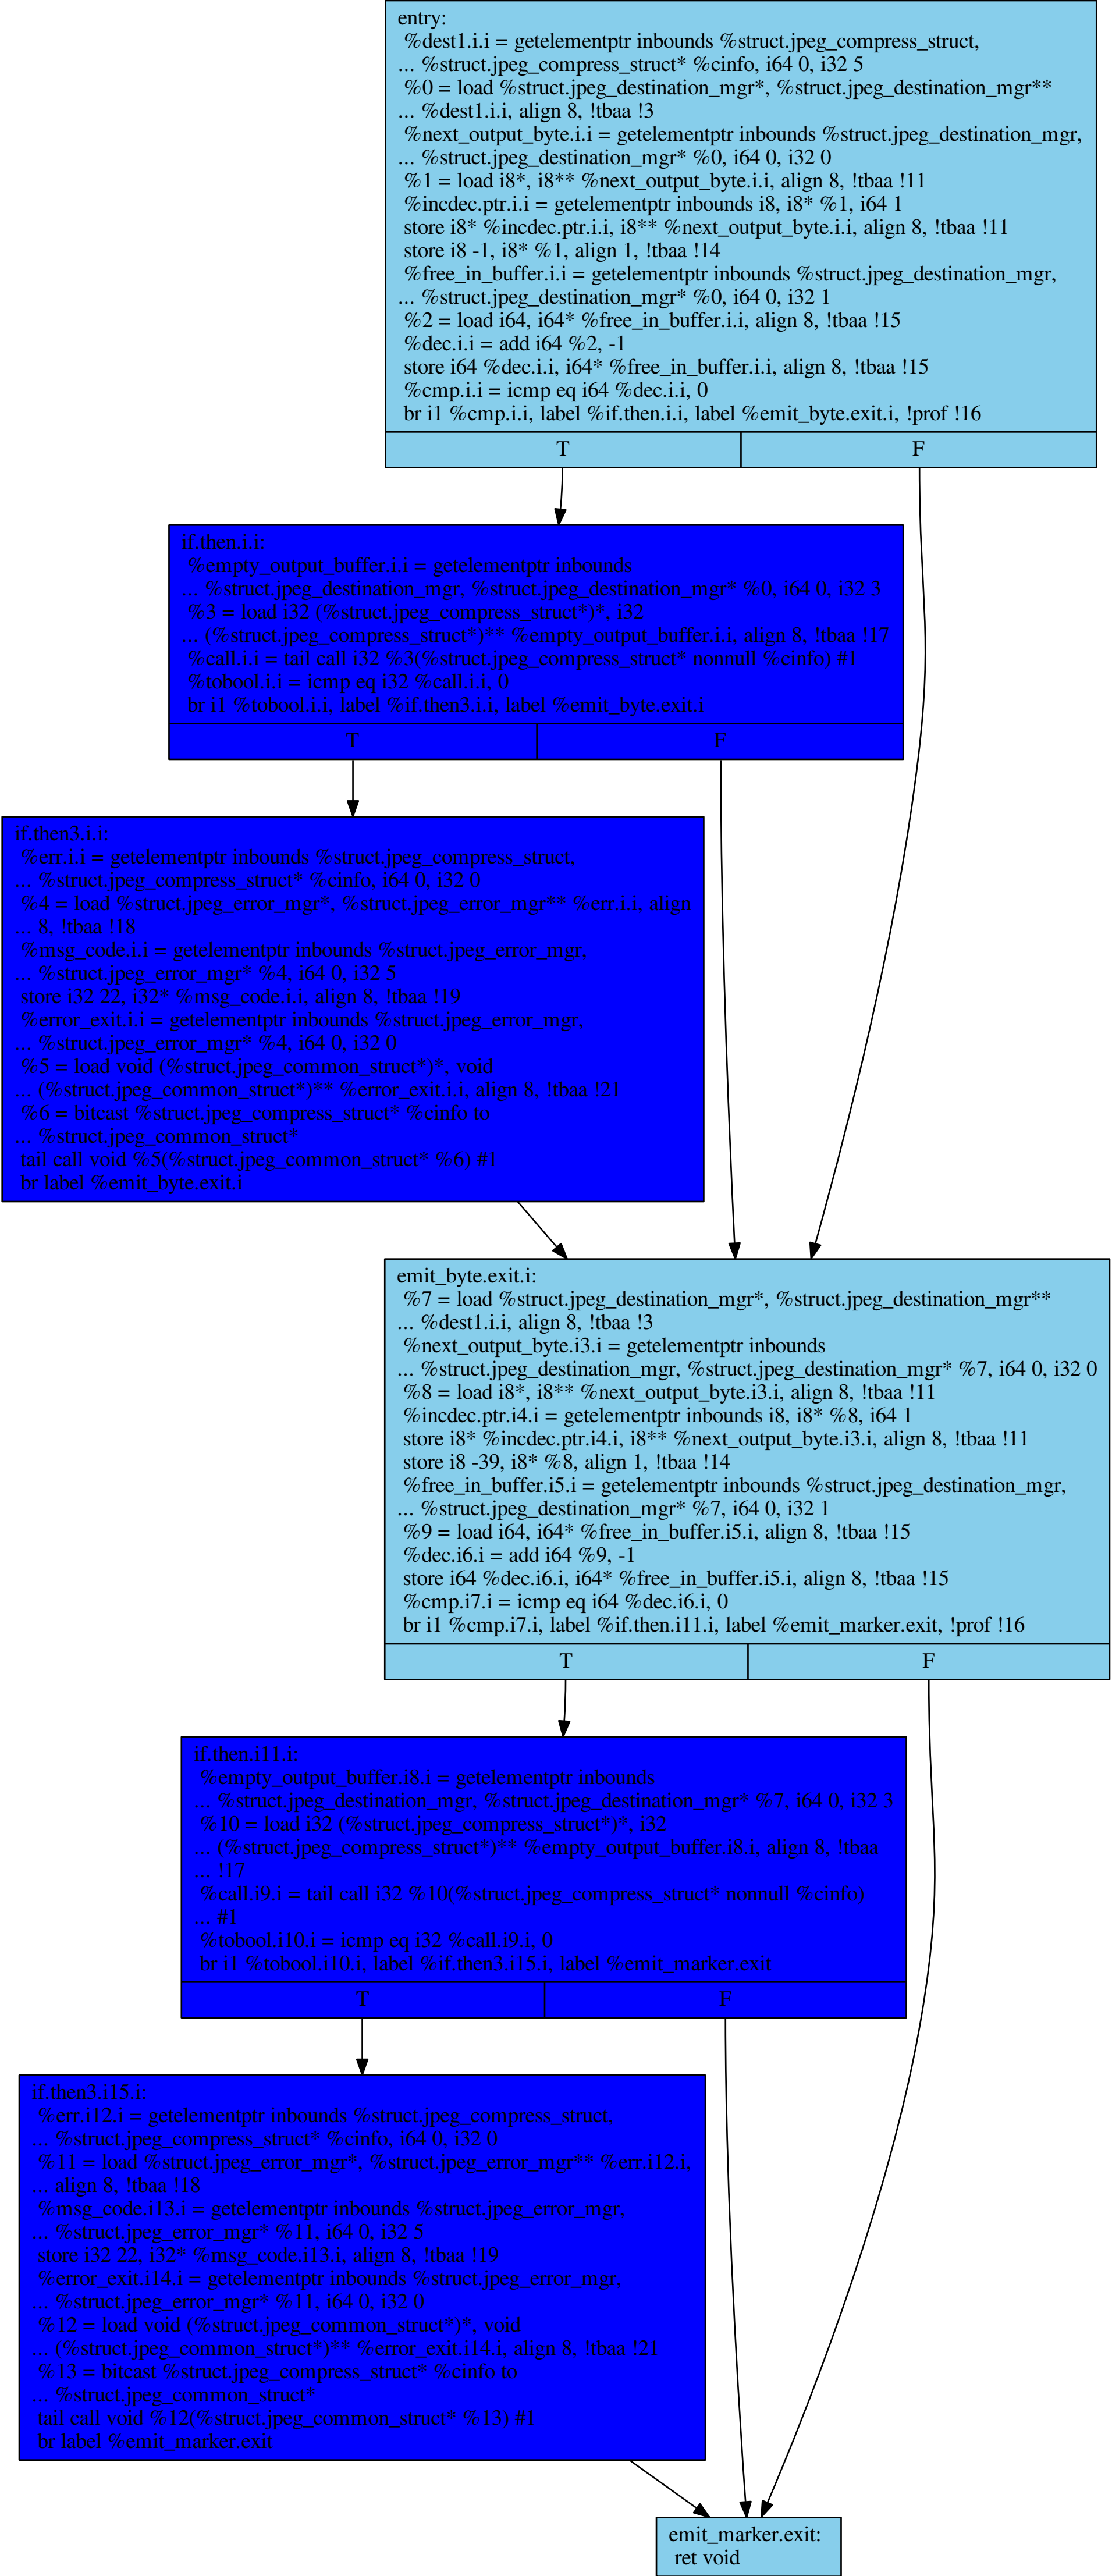 entry:
%dest1.i.i = getelementptr inbounds %struct.jpeg_compress_struct,
... %struct.jpeg_compress_struct* %cinfo, i64 0, i32 5
%0 = load %struct.jpeg_destination_mgr*, %struct.jpeg_destination_mgr**
... %dest1.i.i, align 8, !tbaa !3
%next_output_byte.i.i = getelementptr inbounds %struct.jpeg_destination_mgr,
... %struct.jpeg_destination_mgr* %0, i64 0, i32 0
%1 = load i8*, i8** %next_output_byte.i.i, align 8, !tbaa !11
%incdec.ptr.i.i = getelementptr inbounds i8, i8* %1, i64 1
store i8* %incdec.ptr.i.i, i8** %next_output_byte.i.i, align 8, !tbaa !11
store i8 -1, i8* %1, align 1, !tbaa !14
%free_in_buffer.i.i = getelementptr inbounds %struct.jpeg_destination_mgr,
... %struct.jpeg_destination_mgr* %0, i64 0, i32 1
%2 = load i64, i64* %free_in_buffer.i.i, align 8, !tbaa !15
%dec.i.i = add i64 %2, -1
store i64 %dec.i.i, i64* %free_in_buffer.i.i, align 8, !tbaa !15
%cmp.i.i = icmp eq i64 %dec.i.i, 0
br i1 %cmp.i.i, label %if.then.i.i, label %emit_byte.exit.i, !prof !16
T F
if.then.i.i:
%empty_output_buffer.i.i = getelementptr inbounds
... %struct.jpeg_destination_mgr, %struct.jpeg_destination_mgr* %0, i64 0, i32 3
%3 = load i32 (%struct.jpeg_compress_struct*)*, i32
... (%struct.jpeg_compress_struct*)** %empty_output_buffer.i.i, align 8, !tbaa !17
%call.i.i = tail call i32 %3(%struct.jpeg_compress_struct* nonnull %cinfo) #1
%tobool.i.i = icmp eq i32 %call.i.i, 0
br i1 %tobool.i.i, label %if.then3.i.i, label %emit_byte.exit.i
T F
if.then3.i.i:
%err.i.i = getelementptr inbounds %struct.jpeg_compress_struct,
... %struct.jpeg_compress_struct* %cinfo, i64 0, i32 0
%4 = load %struct.jpeg_error_mgr*, %struct.jpeg_error_mgr** %err.i.i, align
... 8, !tbaa !18
%msg_code.i.i = getelementptr inbounds %struct.jpeg_error_mgr,
... %struct.jpeg_error_mgr* %4, i64 0, i32 5
store i32 22, i32* %msg_code.i.i, align 8, !tbaa !19
%error_exit.i.i = getelementptr inbounds %struct.jpeg_error_mgr,
... %struct.jpeg_error_mgr* %4, i64 0, i32 0
%5 = load void (%struct.jpeg_common_struct*)*, void
... (%struct.jpeg_common_struct*)** %error_exit.i.i, align 8, !tbaa !21
%6 = bitcast %struct.jpeg_compress_struct* %cinfo to
... %struct.jpeg_common_struct*
tail call void %5(%struct.jpeg_common_struct* %6) #1
br label %emit_byte.exit.i
emit_byte.exit.i:
%7 = load %struct.jpeg_destination_mgr*, %struct.jpeg_destination_mgr**
... %dest1.i.i, align 8, !tbaa !3
%next_output_byte.i3.i = getelementptr inbounds
... %struct.jpeg_destination_mgr, %struct.jpeg_destination_mgr* %7, i64 0, i32 0
%8 = load i8*, i8** %next_output_byte.i3.i, align 8, !tbaa !11
%incdec.ptr.i4.i = getelementptr inbounds i8, i8* %8, i64 1
store i8* %incdec.ptr.i4.i, i8** %next_output_byte.i3.i, align 8, !tbaa !11
store i8 -39, i8* %8, align 1, !tbaa !14
%free_in_buffer.i5.i = getelementptr inbounds %struct.jpeg_destination_mgr,
... %struct.jpeg_destination_mgr* %7, i64 0, i32 1
%9 = load i64, i64* %free_in_buffer.i5.i, align 8, !tbaa !15
%dec.i6.i = add i64 %9, -1
store i64 %dec.i6.i, i64* %free_in_buffer.i5.i, align 8, !tbaa !15
%cmp.i7.i = icmp eq i64 %dec.i6.i, 0
br i1 %cmp.i7.i, label %if.then.i11.i, label %emit_marker.exit, !prof !16
T F
if.then.i11.i:
%empty_output_buffer.i8.i = getelementptr inbounds
... %struct.jpeg_destination_mgr, %struct.jpeg_destination_mgr* %7, i64 0, i32 3
%10 = load i32 (%struct.jpeg_compress_struct*)*, i32
... (%struct.jpeg_compress_struct*)** %empty_output_buffer.i8.i, align 8, !tbaa
... !17
%call.i9.i = tail call i32 %10(%struct.jpeg_compress_struct* nonnull %cinfo)
... #1
%tobool.i10.i = icmp eq i32 %call.i9.i, 0
br i1 %tobool.i10.i, label %if.then3.i15.i, label %emit_marker.exit
T F
if.then3.i15.i:
%err.i12.i = getelementptr inbounds %struct.jpeg_compress_struct,
... %struct.jpeg_compress_struct* %cinfo, i64 0, i32 0
%11 = load %struct.jpeg_error_mgr*, %struct.jpeg_error_mgr** %err.i12.i,
... align 8, !tbaa !18
%msg_code.i13.i = getelementptr inbounds %struct.jpeg_error_mgr,
... %struct.jpeg_error_mgr* %11, i64 0, i32 5
store i32 22, i32* %msg_code.i13.i, align 8, !tbaa !19
%error_exit.i14.i = getelementptr inbounds %struct.jpeg_error_mgr,
... %struct.jpeg_error_mgr* %11, i64 0, i32 0
%12 = load void (%struct.jpeg_common_struct*)*, void
... (%struct.jpeg_common_struct*)** %error_exit.i14.i, align 8, !tbaa !21
%13 = bitcast %struct.jpeg_compress_struct* %cinfo to
... %struct.jpeg_common_struct*
tail call void %12(%struct.jpeg_common_struct* %13) #1
br label %emit_marker.exit
emit_marker.exit:
ret void